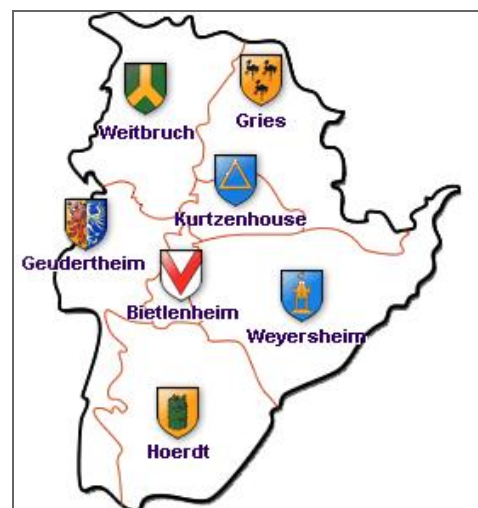 Gries
Weitbruch
Kurtzenhouse
Geudertheim
Bietlenheim
Weyersheim
Hoerdt